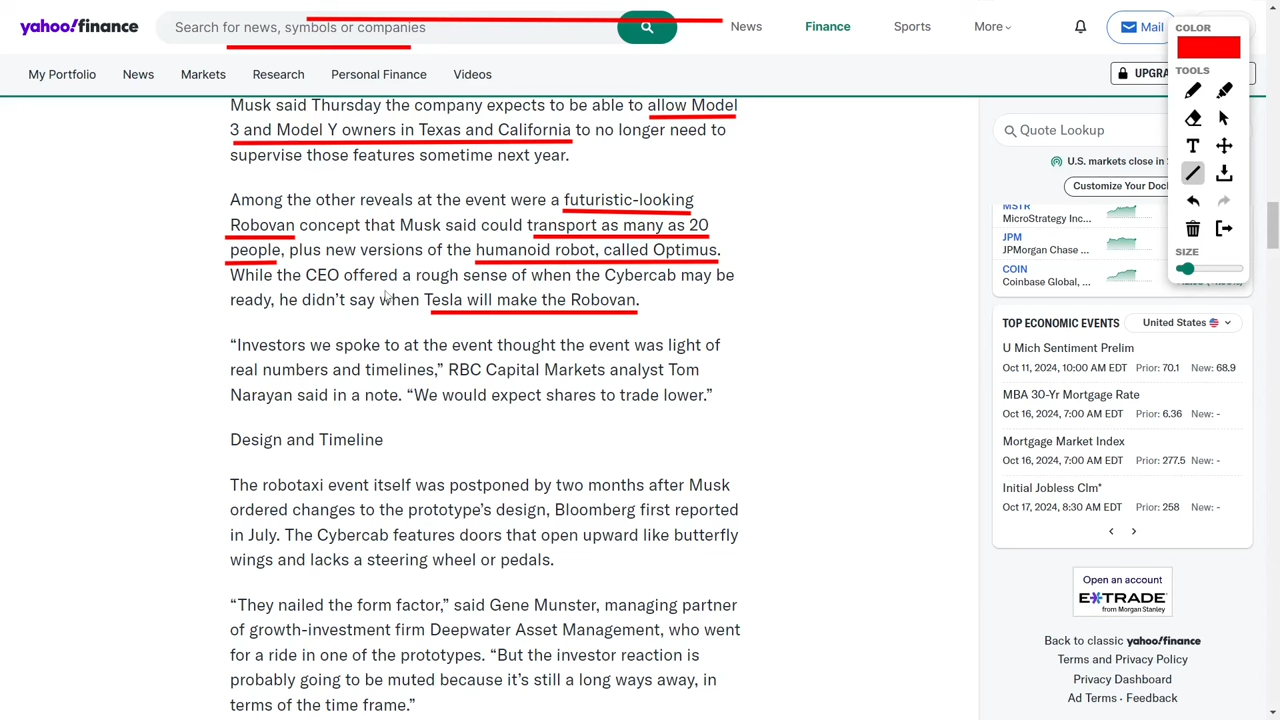 yahoo!finance
Search for news, symbols or companies
News
Finance
Sports
More
Mail
My Portfolio
News
Markets
Research
Personal Finance
Videos
UPGRA
COLOR
TOOLS
T
SIZE
Musk said Thursday the company expects to be able to allow Model
3 and Model Y owners in Texas and California to no longer need to
supervise those features sometime next year.
Among the other reveals at the event were a futuristic-looking
Robovan concept that Musk said could transport as many as 20
people, plus new versions of the humanoid robot, called Optimus.
While the CEO offered a rough sense of when the Cybercab may be
ready, he didn’t say when Tesla will make the Robovan.
“Investors we spoke to at the event thought the event was light of
real numbers and timelines,” RBC Capital Markets analyst Tom
Narayan said in a note. “We would expect shares to trade lower.”
Design and Timeline
The robotaxi event itself was postponed by two months after Musk
ordered changes to the prototype’s design, Bloomberg first reported
in July. The Cybercab features doors that open upward like butterfly
wings and lacks a steering wheel or pedals.
“They nailed the form factor,” said Gene Munster, managing partner
of growth-investment firm Deepwater Asset Management, who went
for a ride in one of the prototypes. “But the investor reaction is
probably going to be muted because it’s still a long ways away, in
terms of the time frame.”
Quote Lookup
U.S. markets close in
Customize Your Doc
MSTR
MicroStrategy Inc...
JPM
JPMorgan Chase ...
COIN
Coinbase Global, ...
TOP ECONOMIC EVENTS
United States
U Mich Sentiment Prelim
Oct 11, 2024, 10:00 AM EDT Prior: 70.1 New: 68.9
MBA 30-Yr Mortgage Rate
Oct 16, 2024, 7:00 AM EDT Prior: 6.36 New: -
Mortgage Market Index
Oct 16, 2024, 7:00 AM EDT Prior: 277.5 New: -
Initial Jobless Clm*
Oct 17, 2024, 8:30 AM EDT Prior: 258 New: -
Open an account
E*TRADE
from Morgan Stanley
Back to classic yahoo!finance
Terms and Privacy Policy
Privacy Dashboard
Ad Terms · Feedback